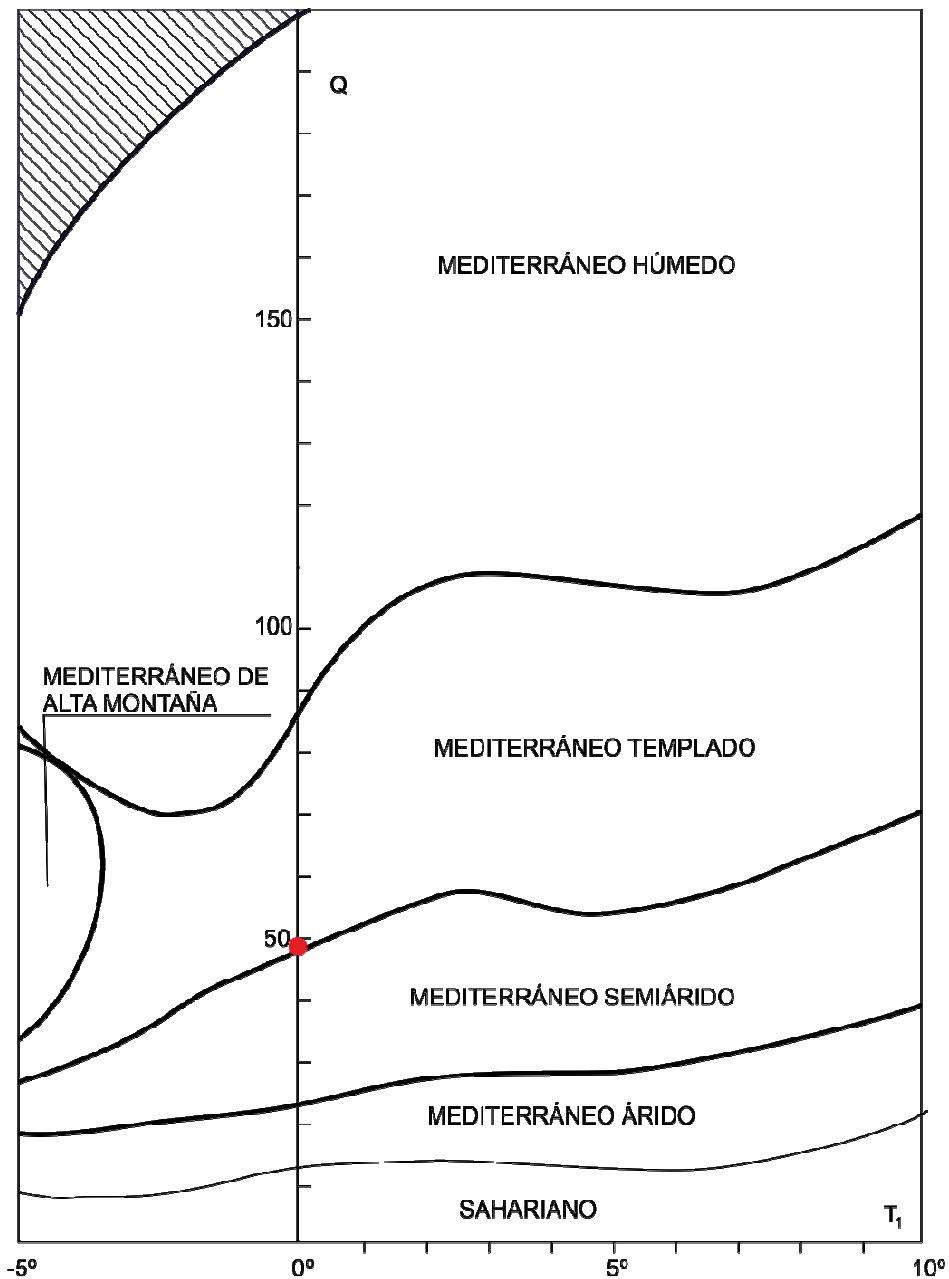 Q
MEDITERRÁNEO HÚMEDO
150
100
MEDITERRÁNEO DE
ALTA MONTAÑA
MEDITERRÁNEO TEMPLADO
50
MEDITERRÁNEO SEMIÁRIDO
MEDITERRÁNEO ÁRIDO
SAHARIANO
T₁
-5º 0º 5º 10º